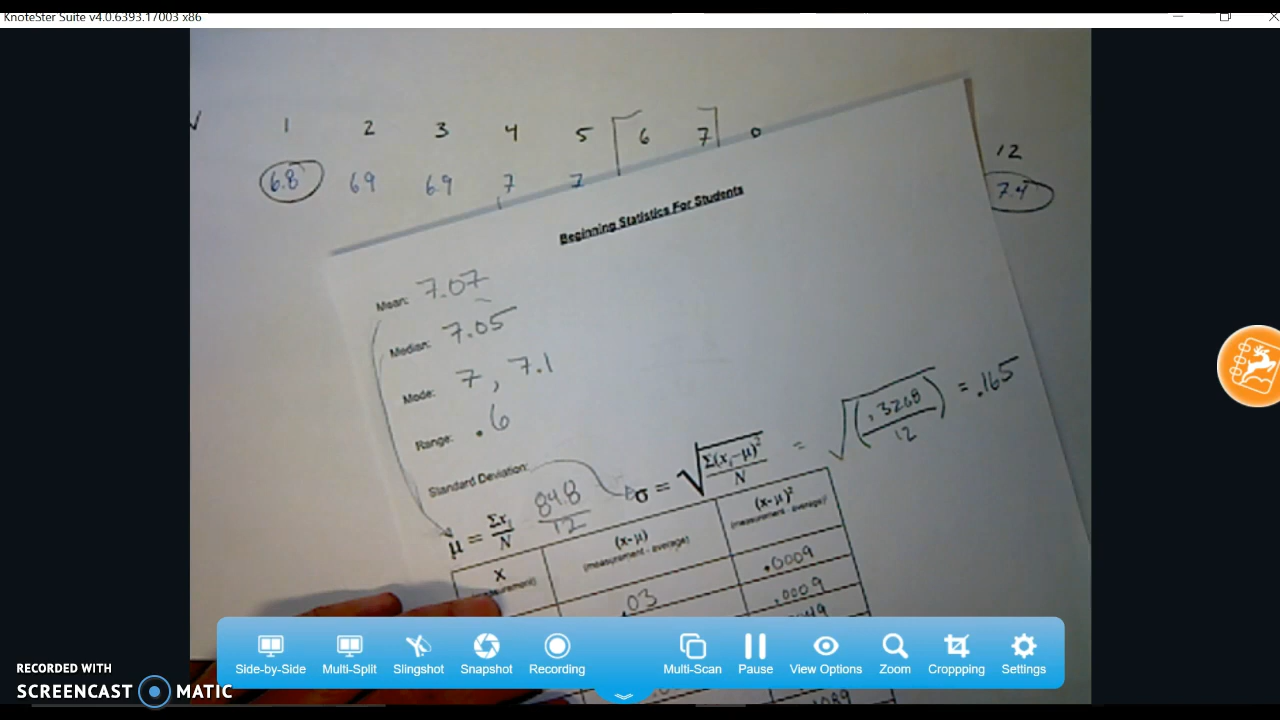 KnoteSter Suite v4.0.6393.17003 x86
1 2 3 4 5 6 7
12
6.8 69 6.9 7 7
7.4
Beginning Statistics For Students
Mean: 7.07
Median: 7.05
Mode: 7, 7.1
Range: .6
Standard Deviation: σ = √Σ(xᵢ-μ)²/N = √(.3268/12) = .165
μ = Σxᵢ/N 84.8/12
X
(x-μ)
(measurement - average)
(x-μ)²
(measurement - average)²
.03 .0009
.0009
Side-by-Side Multi-Split Slingshot Snapshot Recording Multi-Scan Pause View Options Zoom Croppping Settings
RECORDED WITH
SCREENCAST MATIC